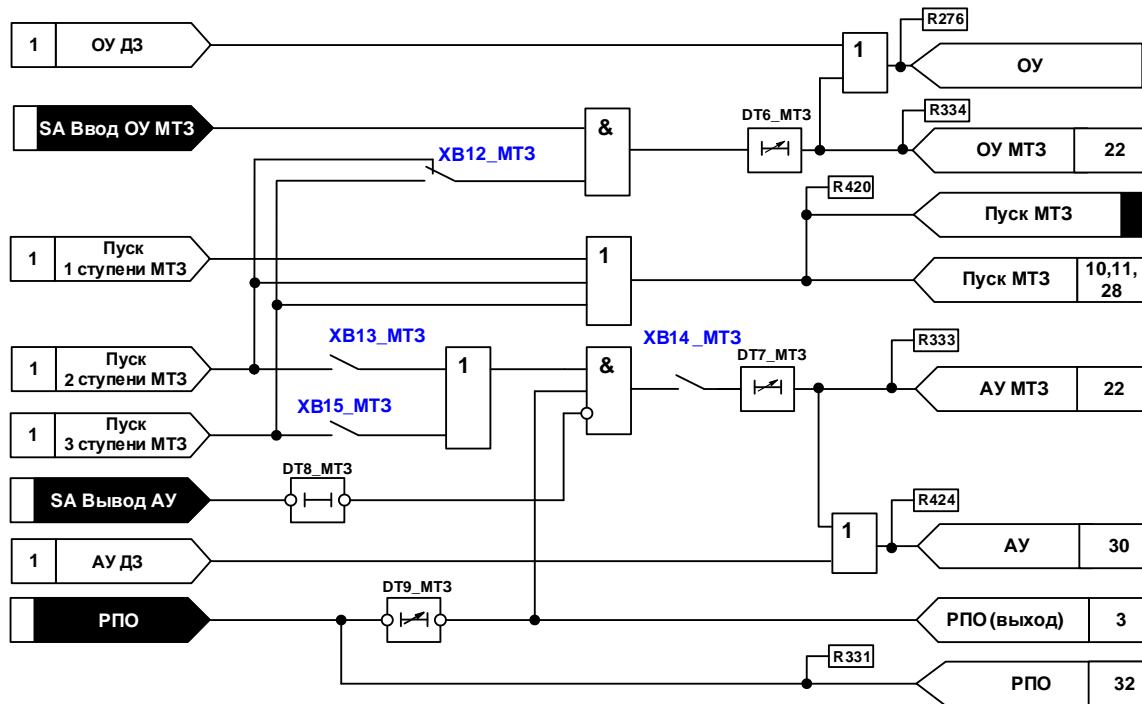 R276
1 ОУ ДЗ
1
ОУ
SA Ввод ОУ МТЗ
&
DT6_МТЗ
R334
ОУ МТЗ 22
XB12_МТЗ
R420
Пуск МТЗ
1 Пуск
1 ступени МТЗ
1
Пуск МТЗ 10,11,
28
XB13_МТЗ
XB14_МТЗ
R333
DT7_МТЗ
1 Пуск
2 ступени МТЗ
1
&
АУ МТЗ 22
XB15_МТЗ
1 Пуск
3 ступени МТЗ
DT8_МТЗ
SA Вывод АУ
R424
1
1 АУ ДЗ
АУ 30
DT9_МТЗ
РПО
РПО (выход) 3
R331
РПО 32